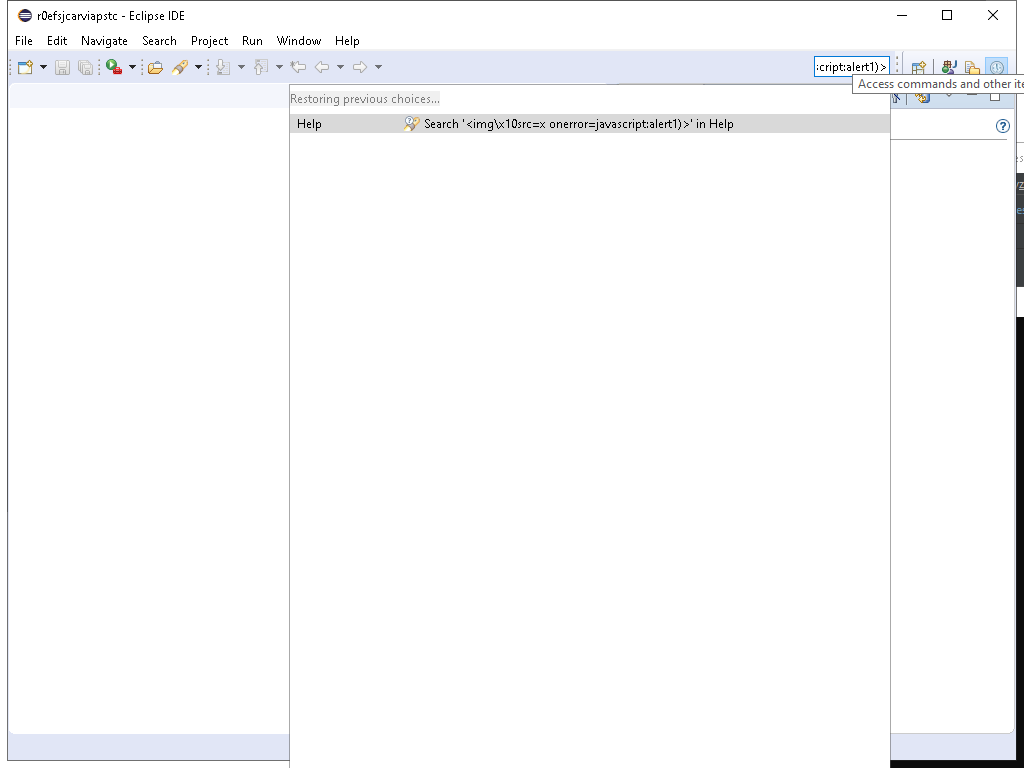 r0efsjcarviapstc - Eclipse IDE
File Edit Navigate Search Project Run Window Help
:cript:alert1)>
Access commands and other ite
Restoring previous choices...
Help Search '<img\x10src=x onerror=javascript:alert1)>' in Help